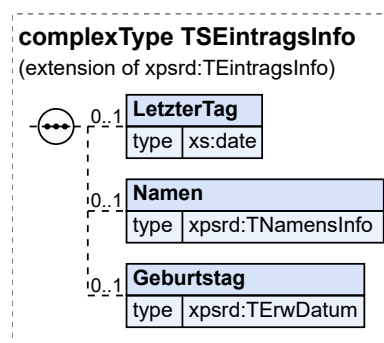 complexType TSEintragsInfo
(extension of xpsrd:TEintragsInfo)
0..1 LetzterTag
type xs:date
0..1 Namen
type xpsrd:TNamensInfo
0..1 Geburtstag
type xpsrd:TErwDatum